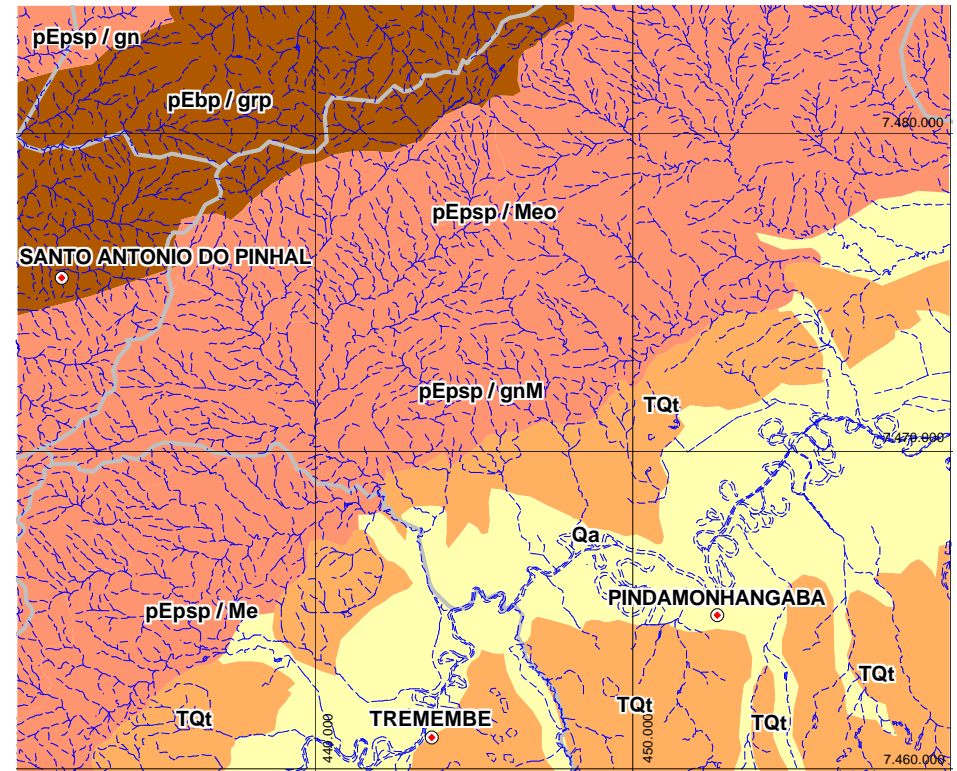 pEpsp / gn
pEbp / grp
7.480.000
pEpsp / Meo
SANTO ANTONIO DO PINHAL
pEpsp / gnM
TQt
7.470.000
Qa
PINDAMONHANGABA
pEpsp / Me
TQt
TQt
TQt
TREMEMBE
TQt
440.000
450.000
7.460.000